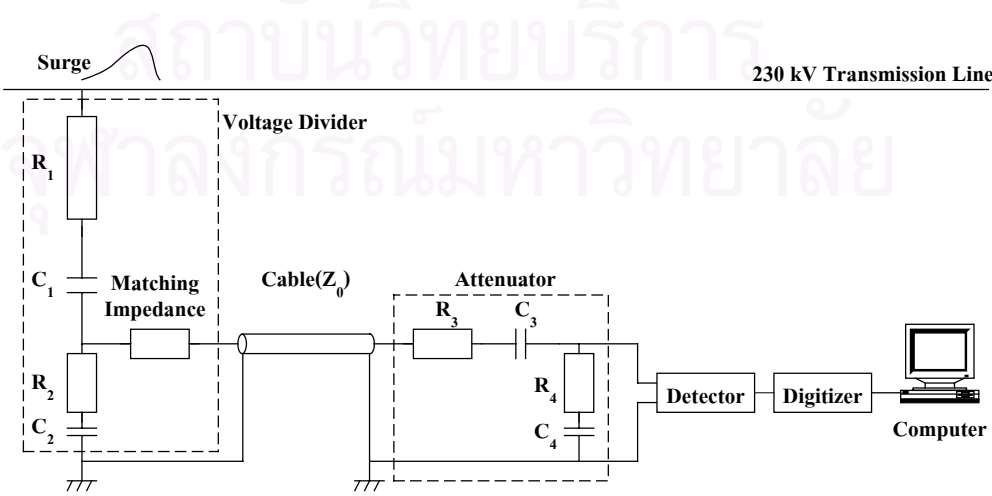 สถาบันวิทยบริการ
จุฬาลงกรณ์มหาวิทยาลัย
Surge
230 kV Transmission Line
Voltage Divider
R1
C1
Matching
Impedance
Cable(Z0)
Attenuator
R3
C3
R2
C2
R4
C4
Detector
Digitizer
Computer